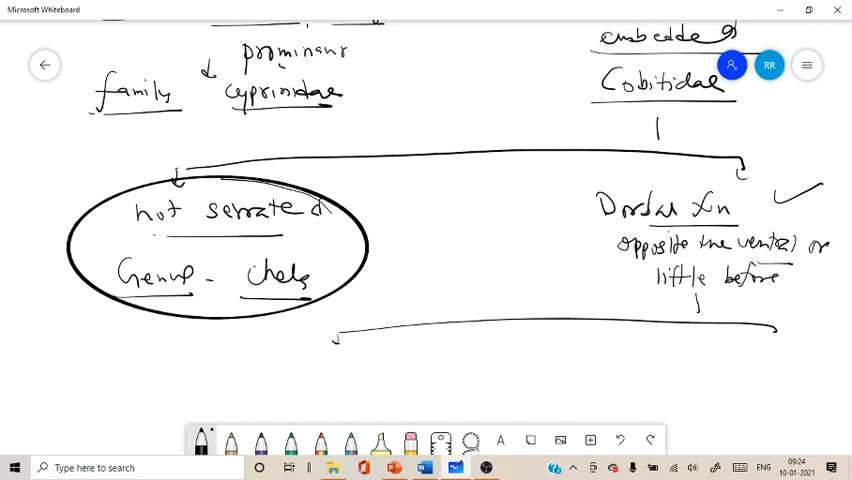 Microsoft Whiteboard
prominant
family
cyprinidae
embedded
Cobitidae
RR
not serrated
Genus - Chela
Dorsal fin
opposite the ventral or
little before
Type here to search
ENG
09:24
10-01-2021